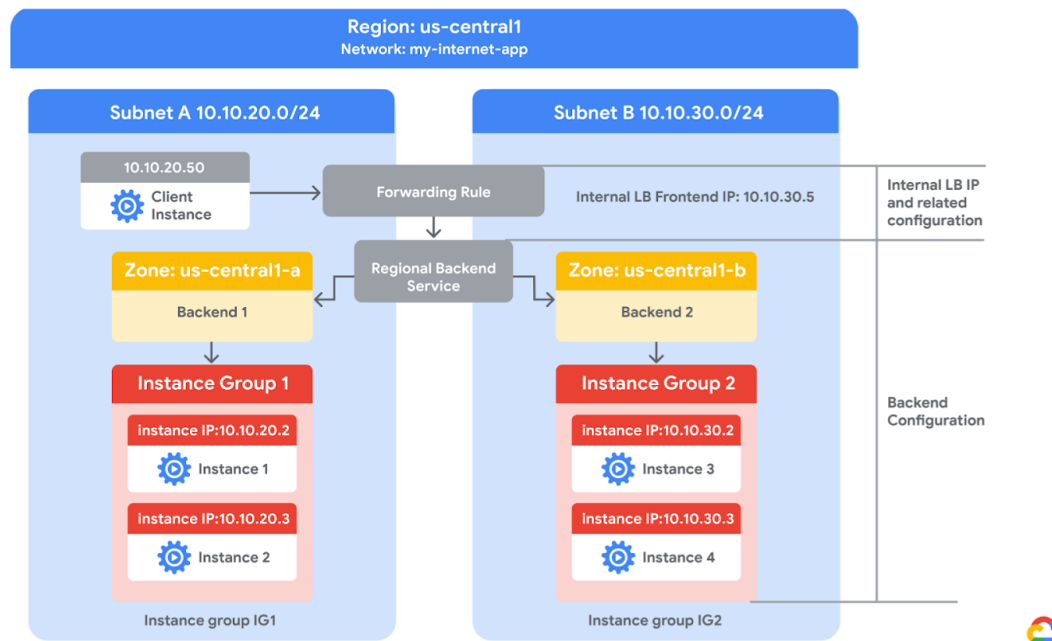 Region: us-central1
Network: my-internet-app
Subnet A 10.10.20.0/24
Subnet B 10.10.30.0/24
10.10.20.50
Client
Instance
Forwarding Rule
Internal LB Frontend IP: 10.10.30.5
Internal LB IP
and related
configuration
Regional Backend
Service
Zone: us-central1-a
Backend 1
Zone: us-central1-b
Backend 2
Instance Group 1
instance IP:10.10.20.2
Instance 1
instance IP:10.10.20.3
Instance 2
Instance group IG1
Instance Group 2
instance IP:10.10.30.2
Instance 3
instance IP:10.10.30.3
Instance 4
Instance group IG2
Backend
Configuration